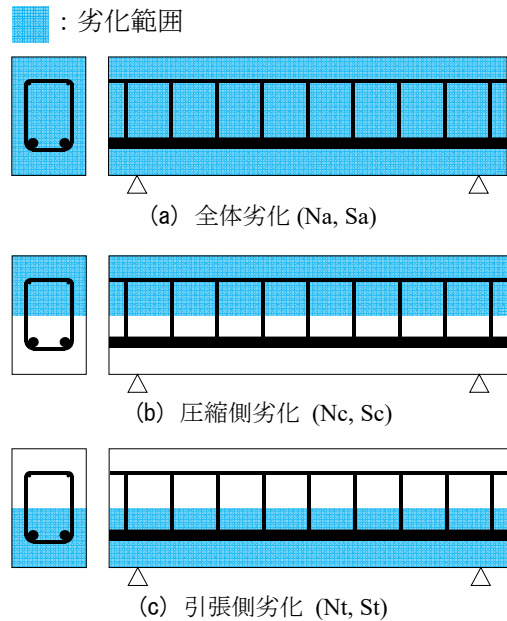 ：劣化範囲
(a) 全体劣化 (Na, Sa)
(b) 圧縮側劣化 (Nc, Sc)
(c) 引張側劣化 (Nt, St)